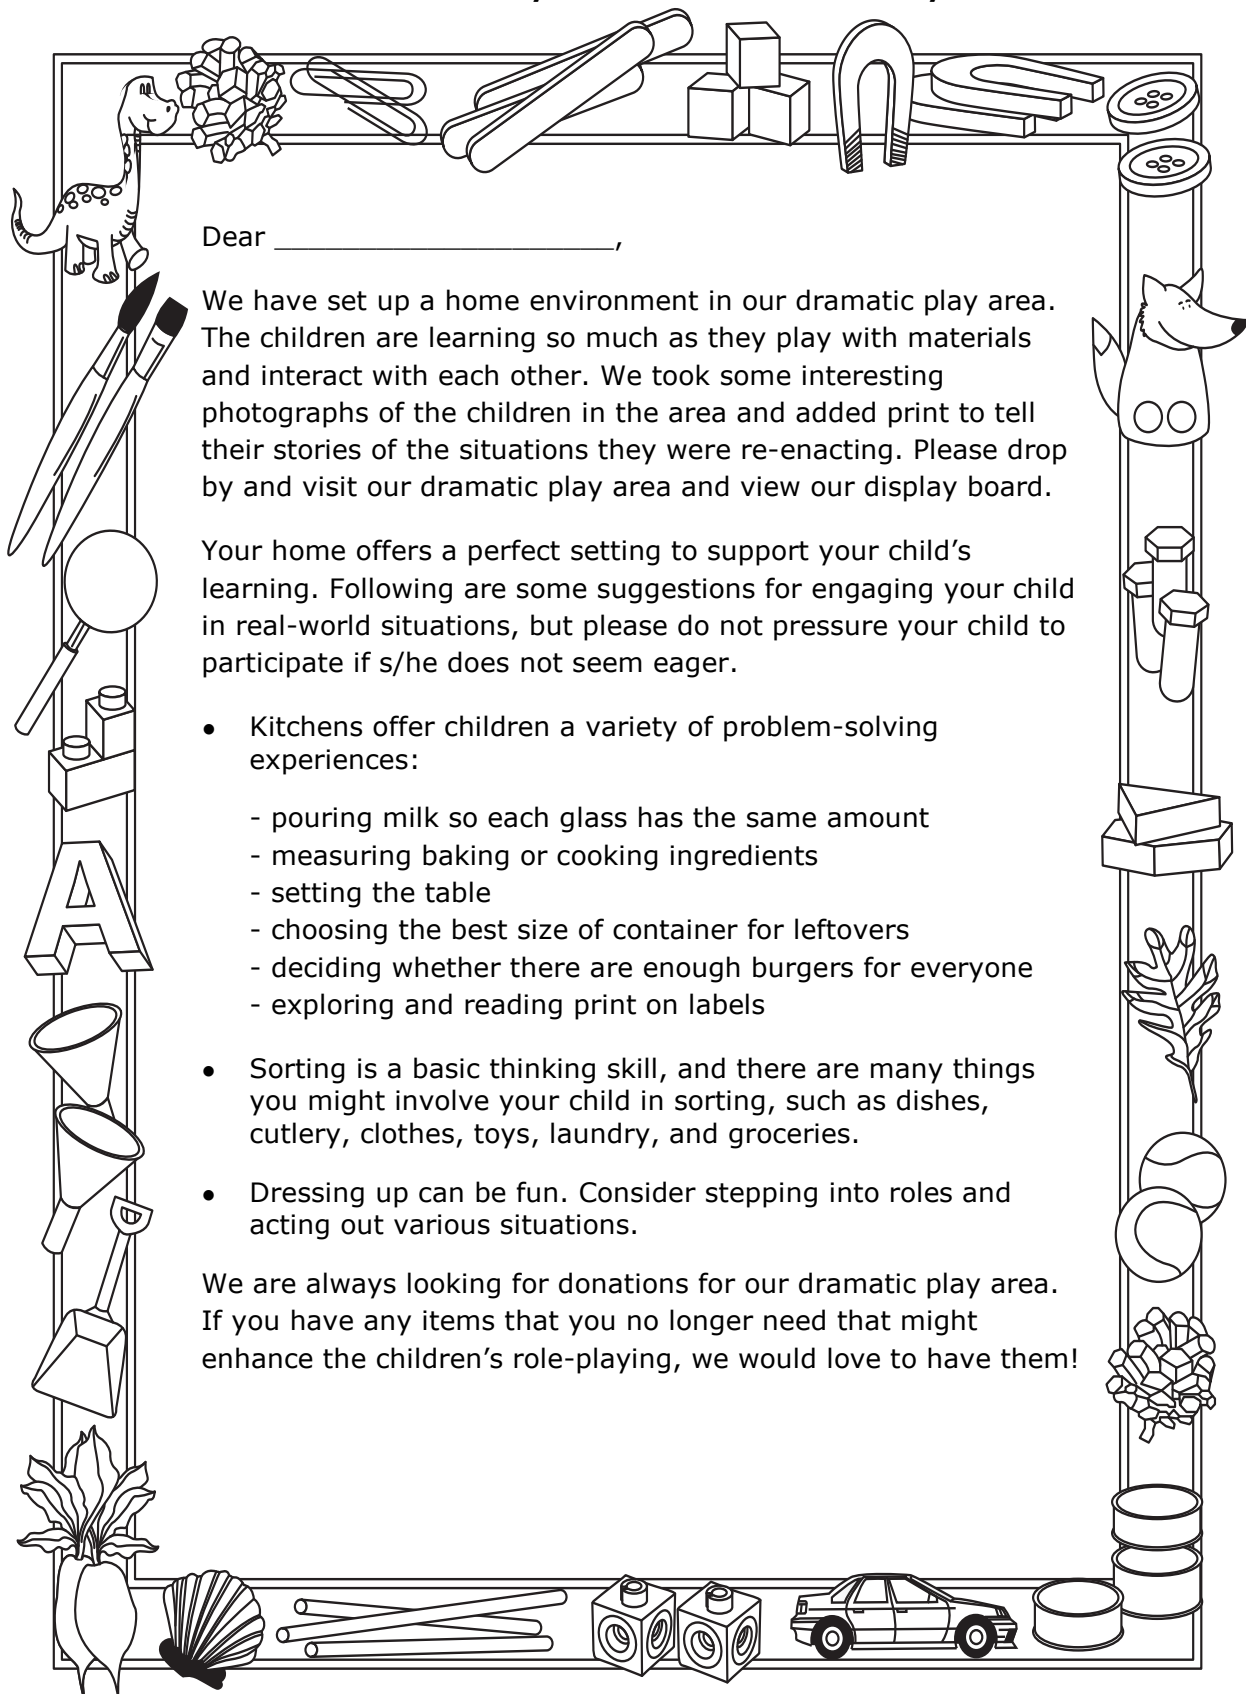 Dear ____________________,
We have set up a home environment in our dramatic play area.
The children are learning so much as they play with materials
and interact with each other. We took some interesting
photographs of the children in the area and added print to tell
their stories of the situations they were re-enacting. Please drop
by and visit our dramatic play area and view our display board.
Your home offers a perfect setting to support your child’s
learning. Following are some suggestions for engaging your child
in real-world situations, but please do not pressure your child to
participate if s/he does not seem eager.
• Kitchens offer children a variety of problem-solving
experiences:
- pouring milk so each glass has the same amount
- measuring baking or cooking ingredients
- setting the table
- choosing the best size of container for leftovers
- deciding whether there are enough burgers for everyone
- exploring and reading print on labels
• Sorting is a basic thinking skill, and there are many things
you might involve your child in sorting, such as dishes,
cutlery, clothes, toys, laundry, and groceries.
• Dressing up can be fun. Consider stepping into roles and
acting out various situations.
We are always looking for donations for our dramatic play area.
If you have any items that you no longer need that might
enhance the children’s role-playing, we would love to have them!
A